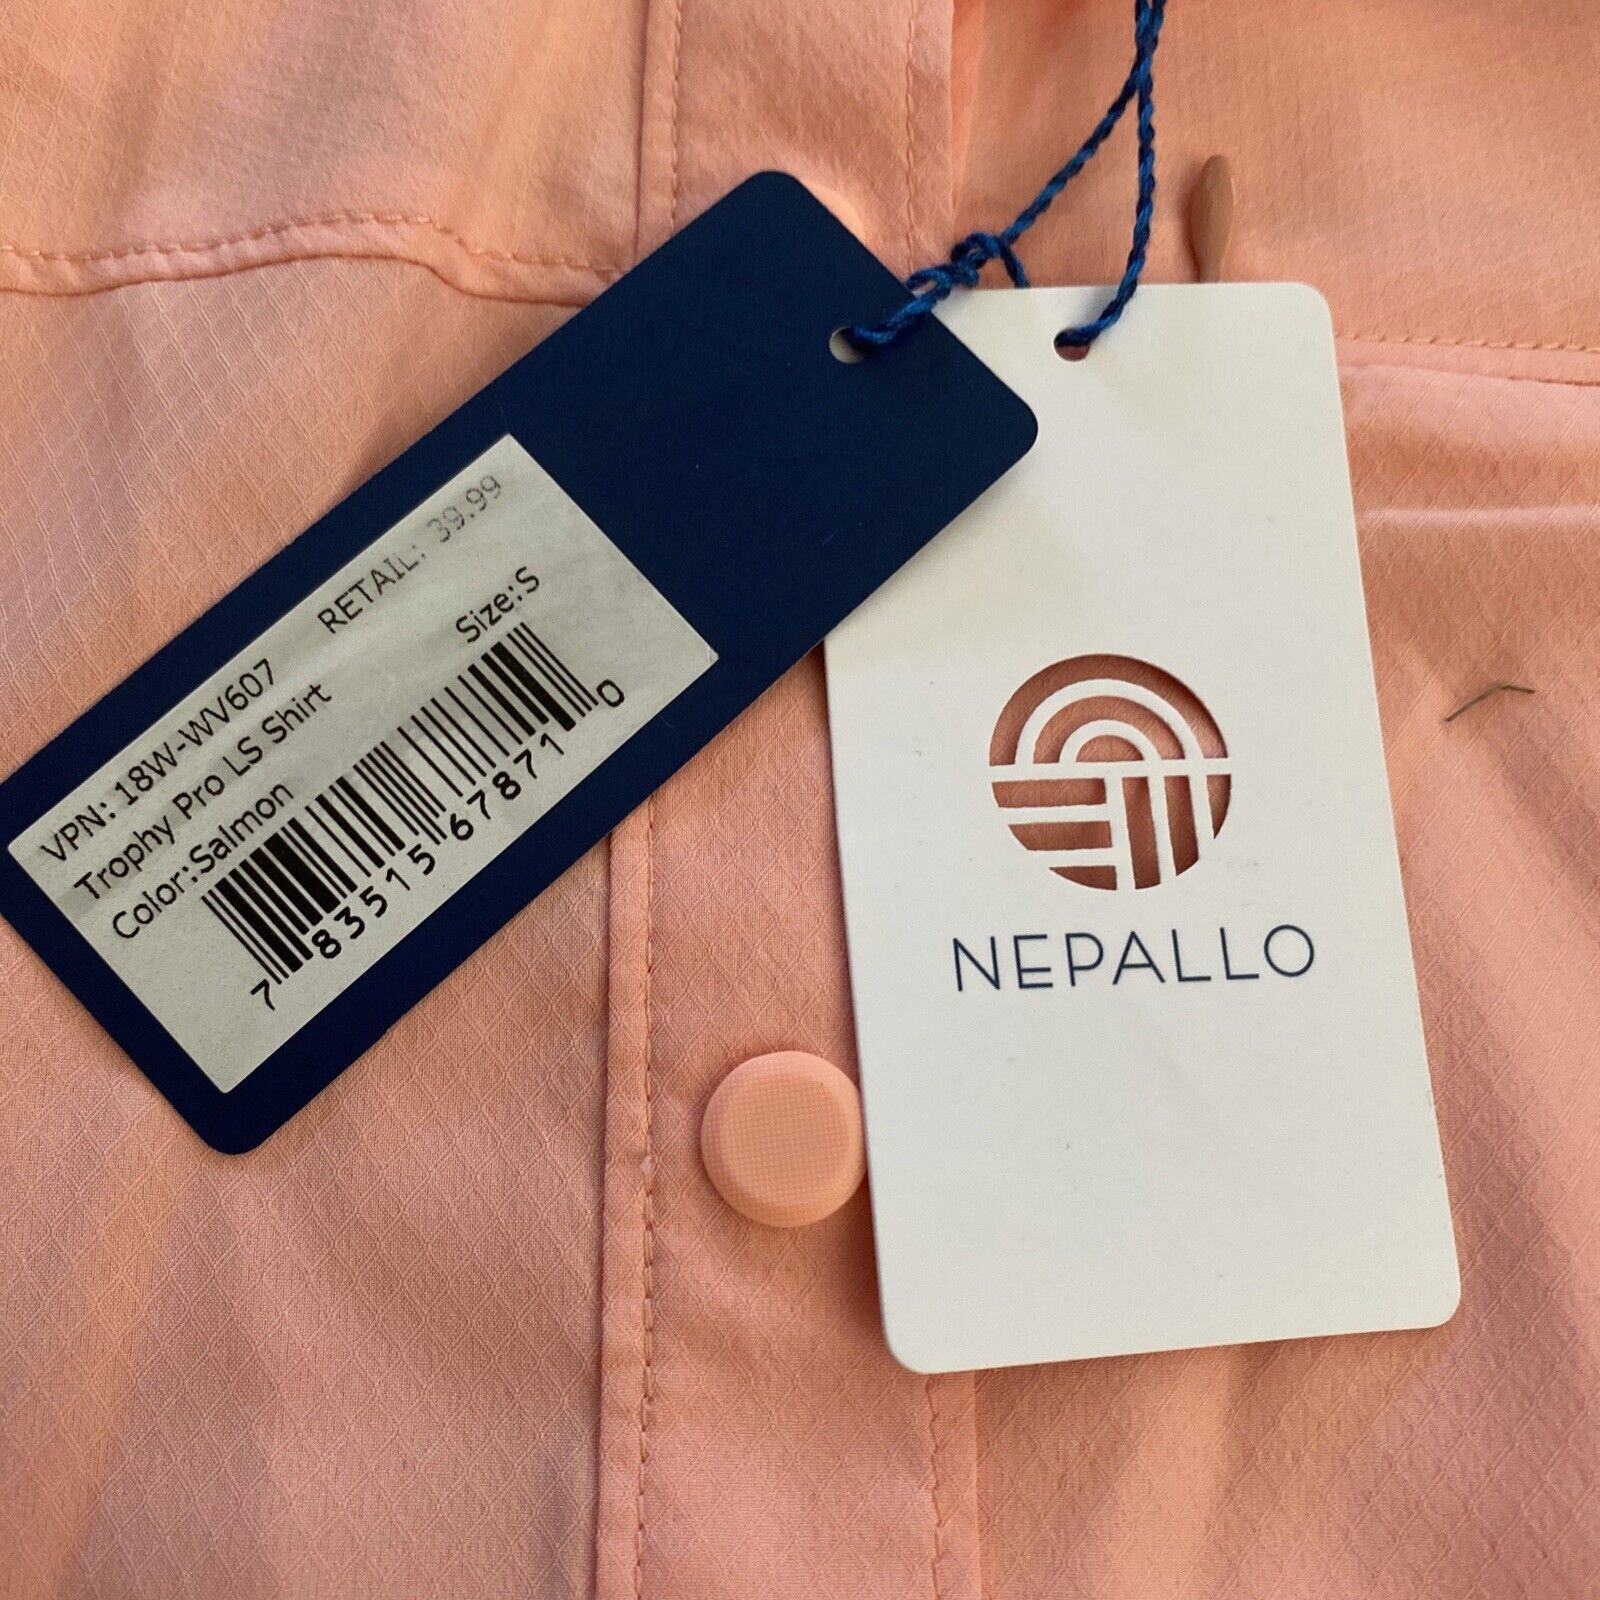 RETAIL: 39.99
VPN: 18W-WV607
Trophy Pro LS Shirt
Size:S
Color:Salmon
7 83515 67871 0
NEPALLO